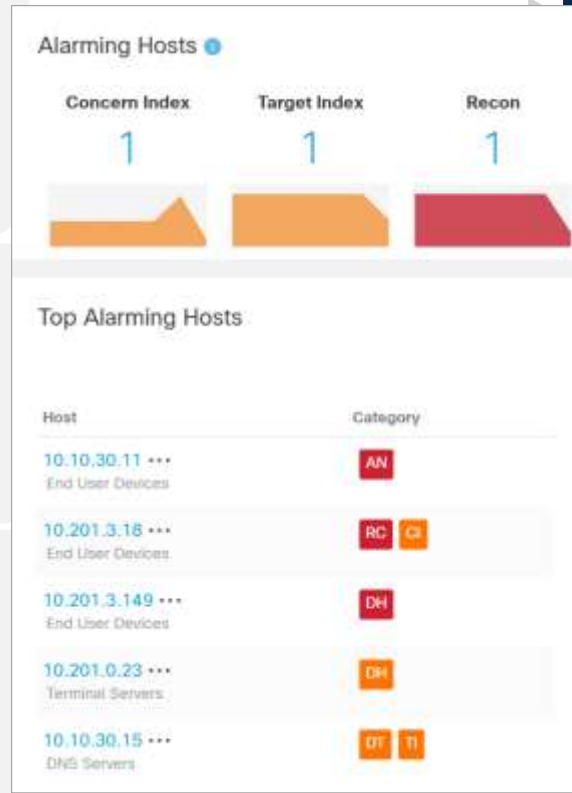 Alarming Hosts
Concern Index Target Index Recon
1 1 1
Top Alarming Hosts
Host Category
10.10.30.11 ••• AN
End User Devices
10.201.3.18 ••• RC CI
End User Devices
10.201.3.149 ••• DH
End User Devices
10.201.0.23 ••• DH
Terminal Servers
10.10.30.15 ••• DT TI
DNS Servers